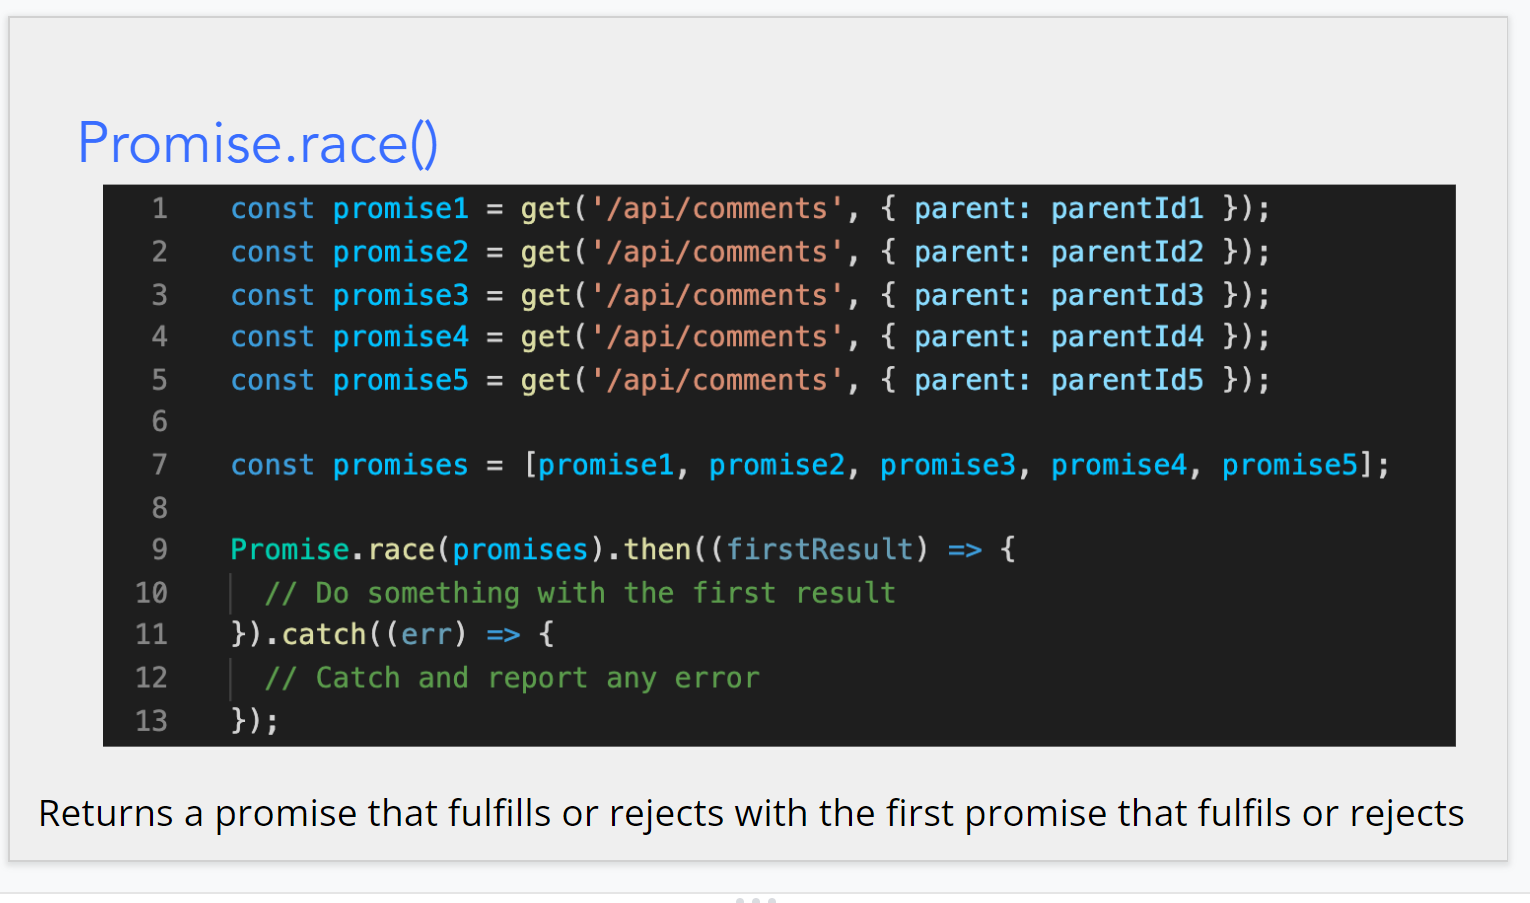 Promise.race()
1 const promise1 = get('/api/comments', { parent: parentId1 });
2 const promise2 = get('/api/comments', { parent: parentId2 });
3 const promise3 = get('/api/comments', { parent: parentId3 });
4 const promise4 = get('/api/comments', { parent: parentId4 });
5 const promise5 = get('/api/comments', { parent: parentId5 });
6
7 const promises = [promise1, promise2, promise3, promise4, promise5];
8
9 Promise.race(promises).then((firstResult) => {
10 // Do something with the first result
11 }).catch((err) => {
12 // Catch and report any error
13 });
Returns a promise that fulfills or rejects with the first promise that fulfils or rejects